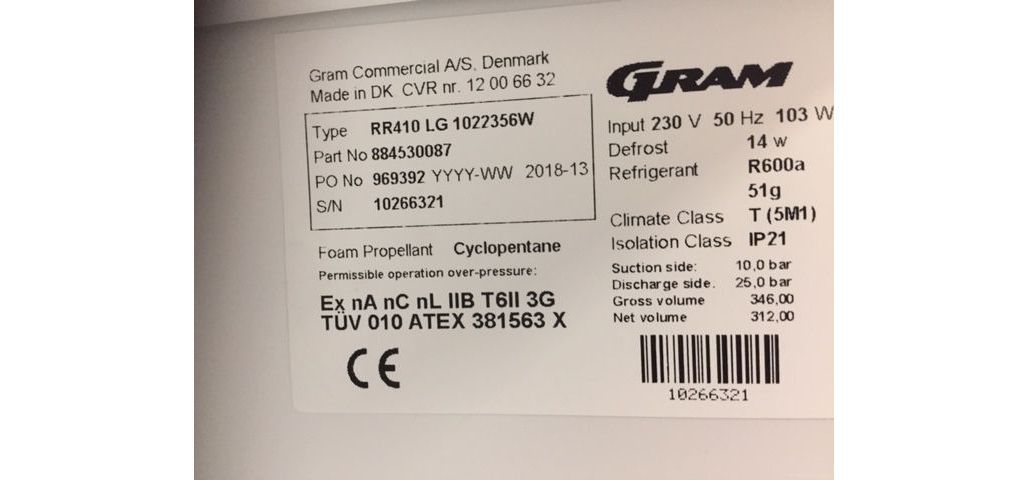 Gram Commercial A/S. Denmark
Made in DK CVR nr. 12 00 66 32
Type RR410 LG 1022356W
Part No 884530087
PO No 969392 YYYY-WW 2018-13
S/N 10266321
Foam Propellant Cyclopentane
Permissible operation over-pressure:
Ex nA nC nL IIB T6II 3G
TÜV 010 ATEX 381563 X
CE
GRAM
Input 230 V 50 Hz 103 W
Defrost 14 W
Refrigerant R600a
51g
Climate Class T (5M1)
Isolation Class IP21
Suction side: 10,0 bar
Discharge side. 25,0 bar
Gross volume 346,00
Net volume 312,00
10266321